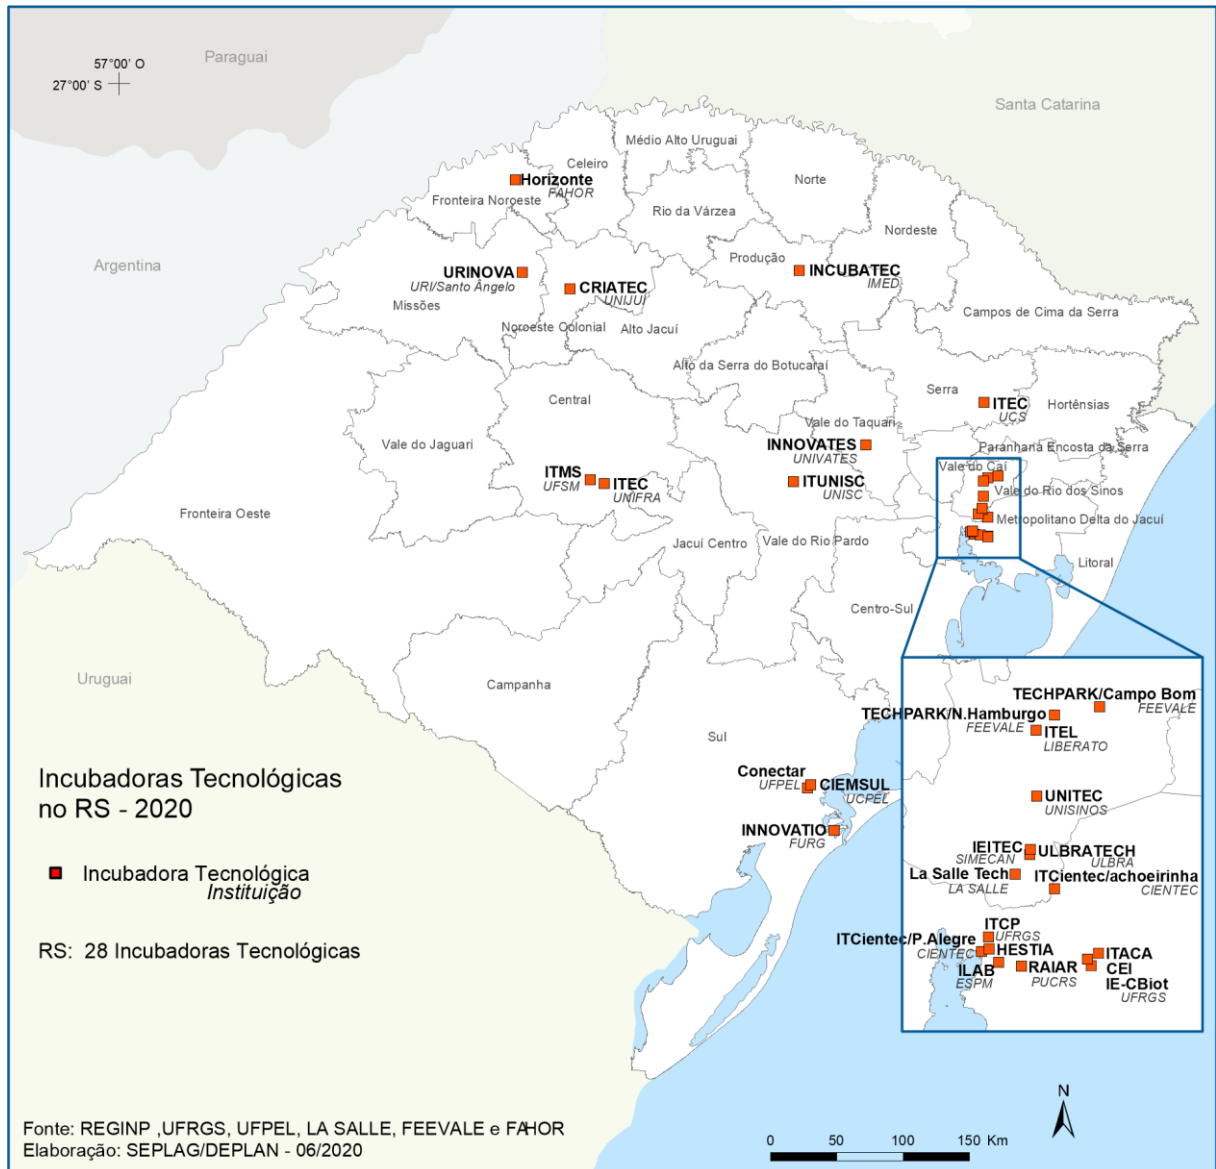 57°00' O
27°00' S
Paraguai
Santa Catarina
Argentina
Uruguai
Médio Alto Uruguai
Celeiro
Norte
Horizonte
FAHOR
Fronteira Noroeste
Rio da Várzea
Nordeste
Produção
URINOVA
URI/Santo Ângelo
Missões
CRIATEC
UNIJUI
INCUBATEC
IMED
Noroeste Colonial
Alto Jacuí
Campos de Cima da Serra
Alto da Serra do Botucaraí
Central
Serra
ITEC
UCS
Hortênsias
Vale do Jaguari
Vale do Taquari
INNOVATES
UNIVATES
Paranhana Encosta da Serra
Vale do Caí
ITMS
UFSM
ITEC
UNIFRA
ITUNISC
UNISC
Vale do Rio dos Sinos
Fronteira Oeste
Metropolitano Delta do Jacuí
Jacuí Centro
Vale do Rio Pardo
Litoral
Centro-Sul
Campanha
Sul
Conectar
UFPEL
CIEMSUL
UCPEL
INNOVATIO
FURG
TECHPARK/Campo Bom
FEEVALE
TECHPARK/N.Hamburgo
FEEVALE
ITEL
LIBERATO
UNITEC
UNISINOS
IEITEC
SIMECAN
ULBRATECH
ULBRA
La Salle Tech
LA SALLE
ITCientec/achoeirinha
CIENTEC
ITCP
UFRGS
ITCientec/P.Alegre
CIENTEC
HESTIA
ILAB
ESPM
RAIAR
PUCRS
ITACA
CEI
IE-CBiot
UFRGS
Incubadoras Tecnológicas
no RS - 2020
Incubadora Tecnológica
Instituição
RS: 28 Incubadoras Tecnológicas
Fonte: REGINP ,UFRGS, UFPEL, LA SALLE, FEEVALE e FAHOR
Elaboração: SEPLAG/DEPLAN - 06/2020
N
0 50 100 150 Km